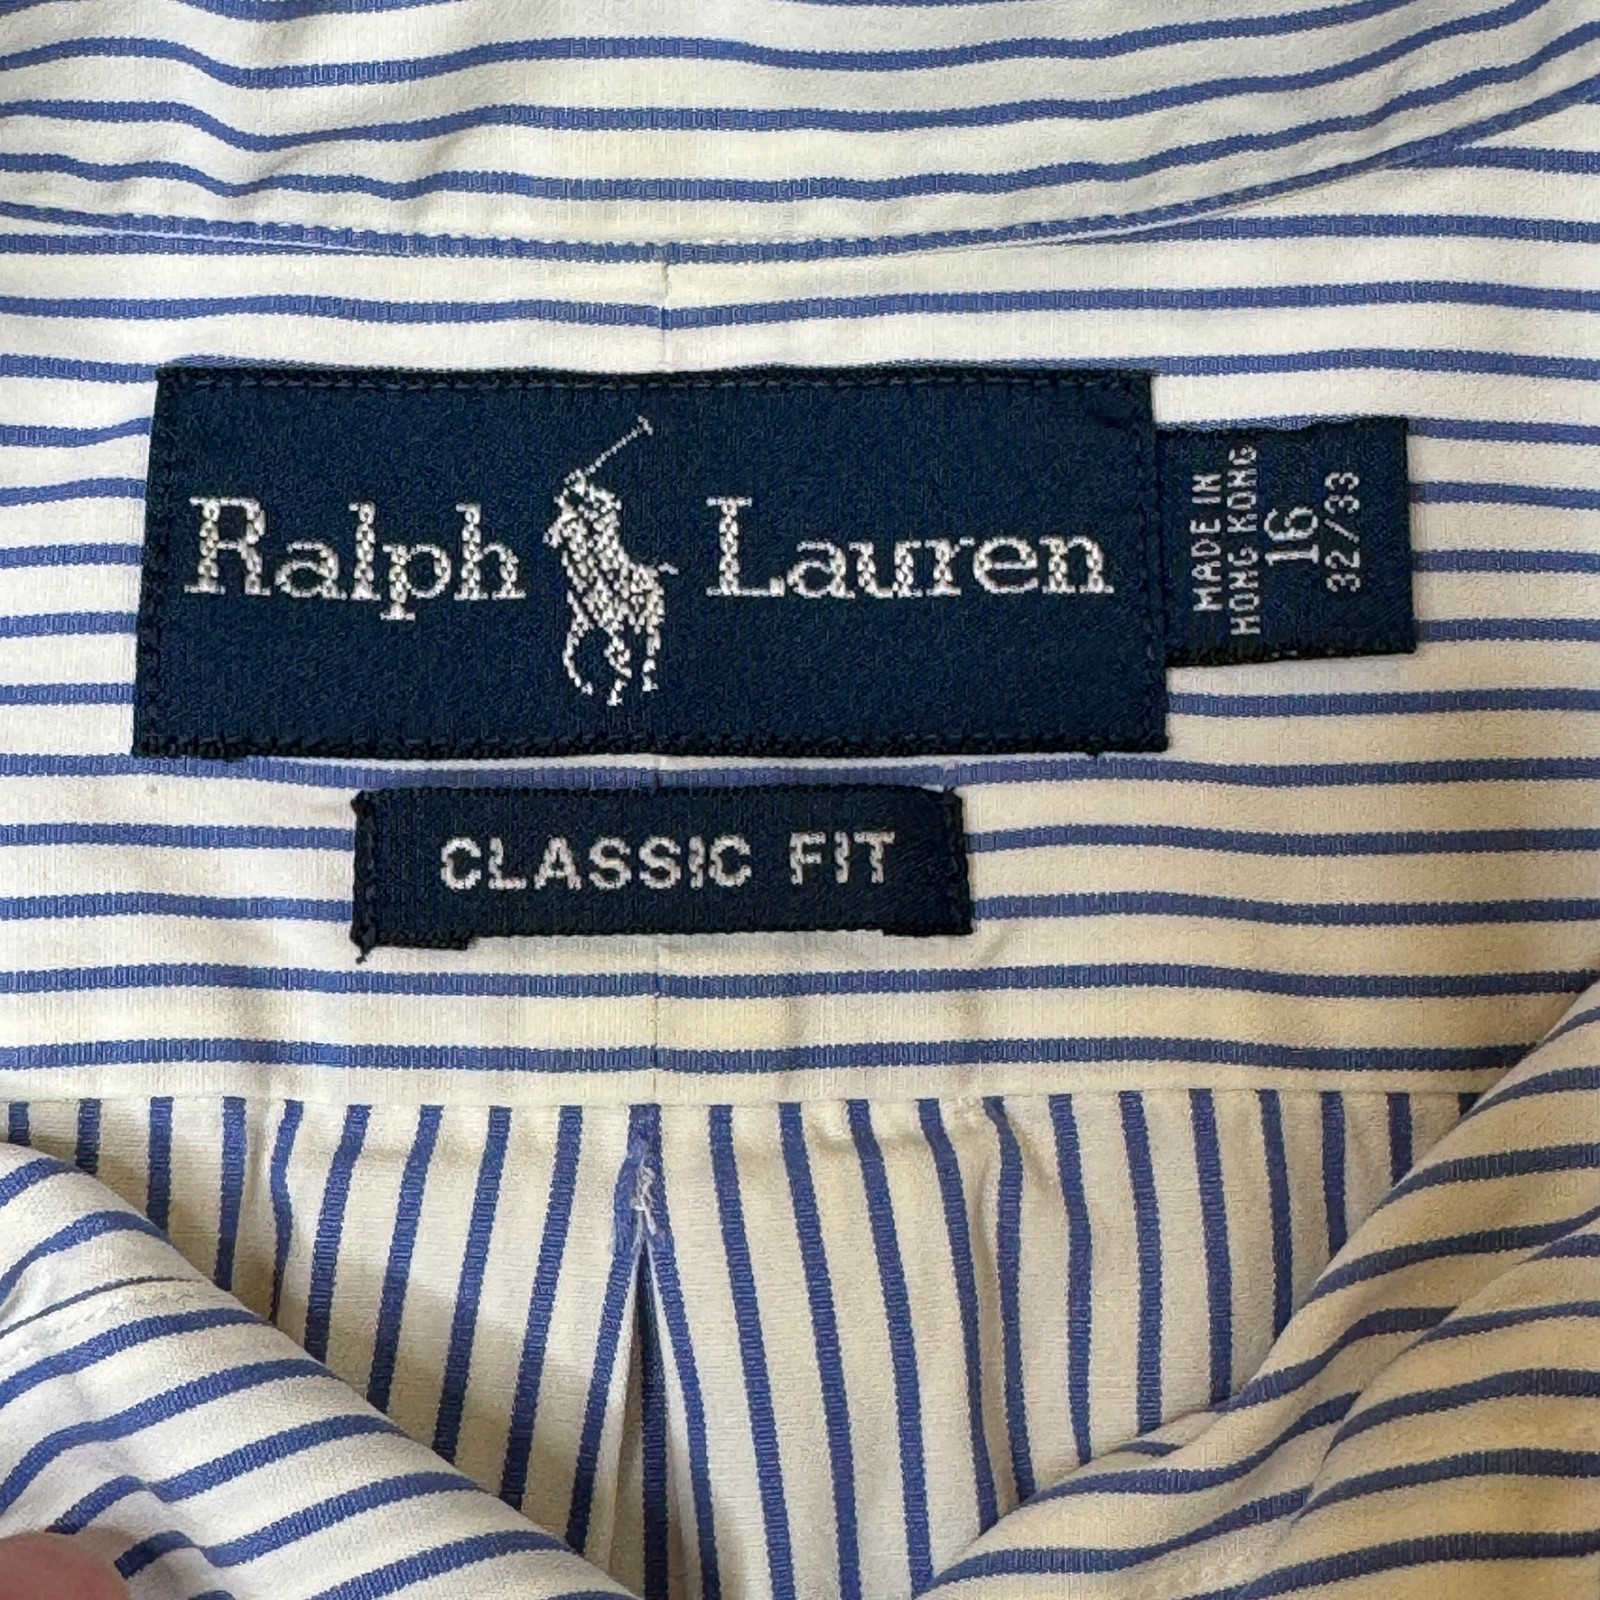 Ralph Lauren
MADE IN
HONG KONG
16
32/33
CLASSIC FIT